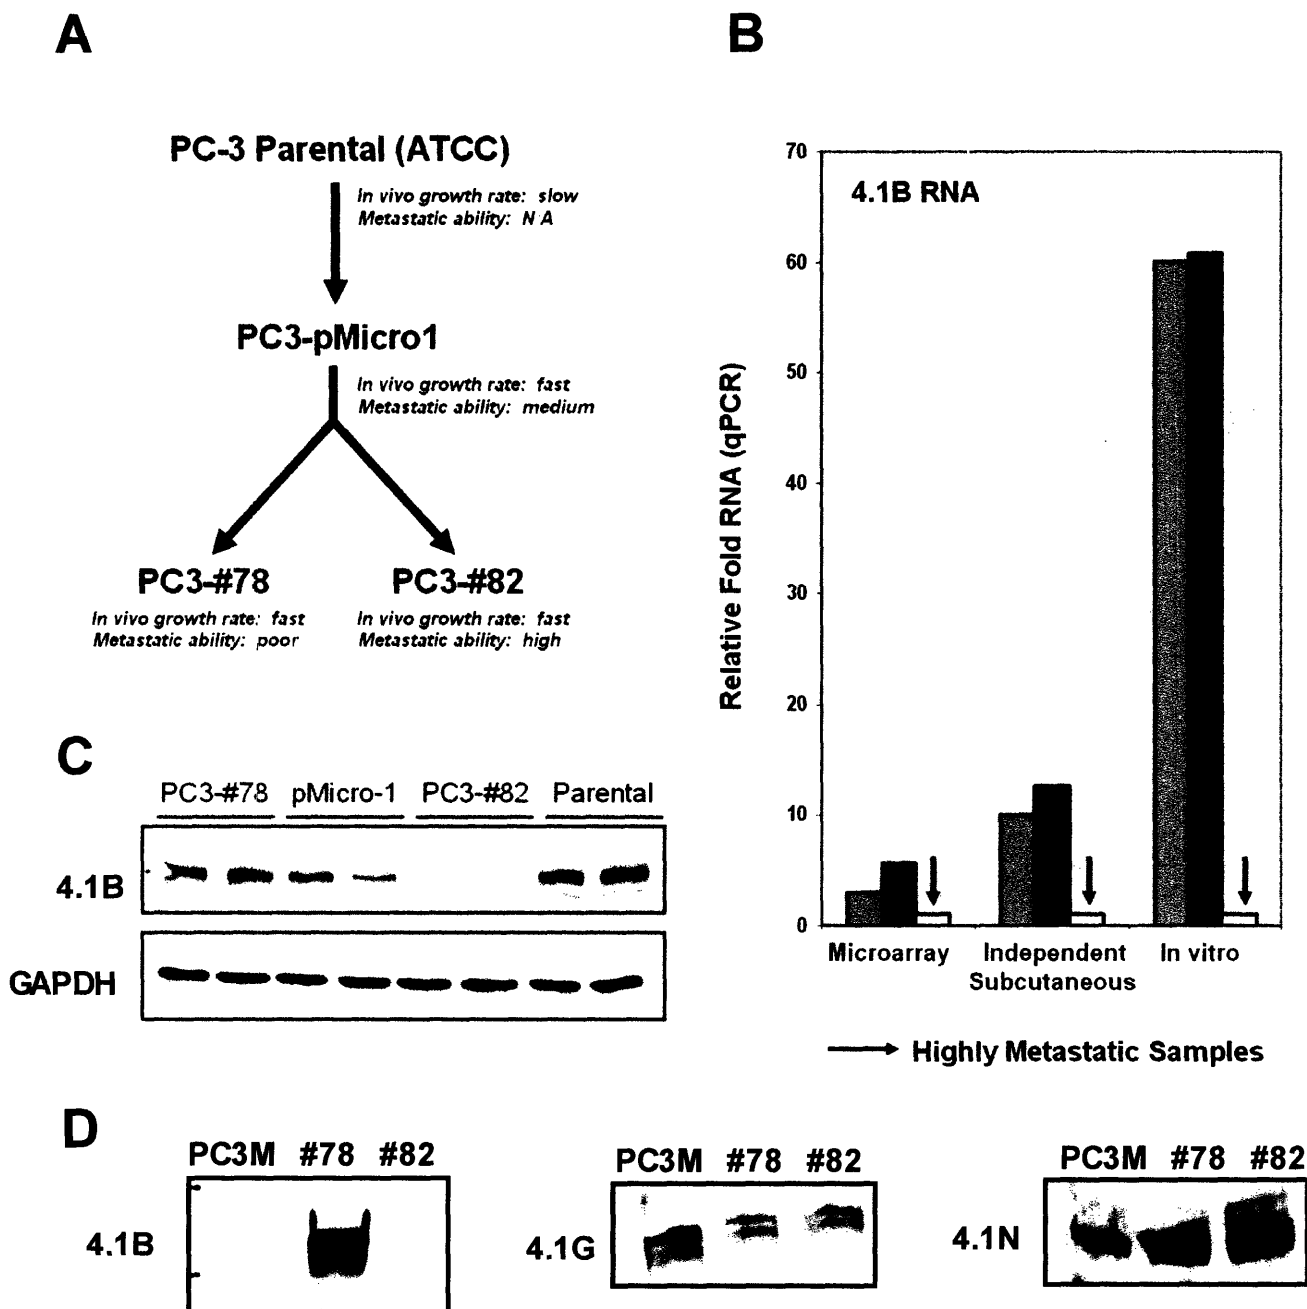 A
PC-3 Parental (ATCC)
In vivo growth rate: slow
Metastatic ability: N A
PC3-pMicro1
In vivo growth rate: fast
Metastatic ability: medium
PC3-#78
In vivo growth rate: fast
Metastatic ability: poor
PC3-#82
In vivo growth rate: fast
Metastatic ability: high
B
4.1B RNA
Relative Fold RNA (qPCR)
70
60
50
40
30
20
10
0
Microarray
Independent
Subcutaneous
In vitro
Highly Metastatic Samples
C
PC3-#78 pMicro-1 PC3-#82 Parental
4.1B
GAPDH
D
PC3M #78 #82
4.1B
PC3M #78 #82
4.1G
PC3M #78 #82
4.1N